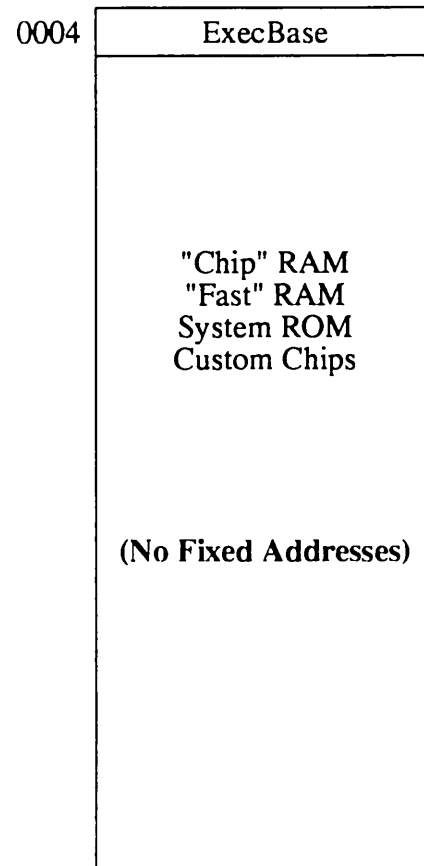 0004 ExecBase
"Chip" RAM
"Fast" RAM
System ROM
Custom Chips
(No Fixed Addresses)